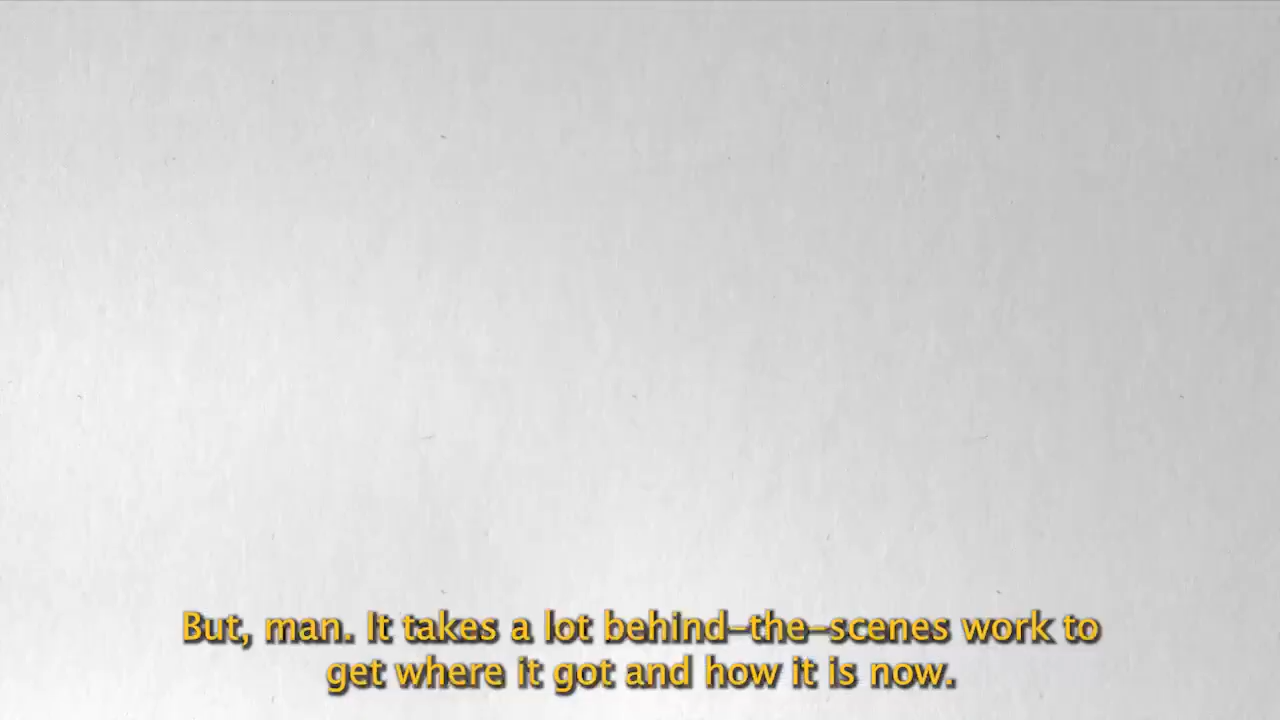 But, man. It takes a lot behind-the-scenes work to
get where it got and how it is now.